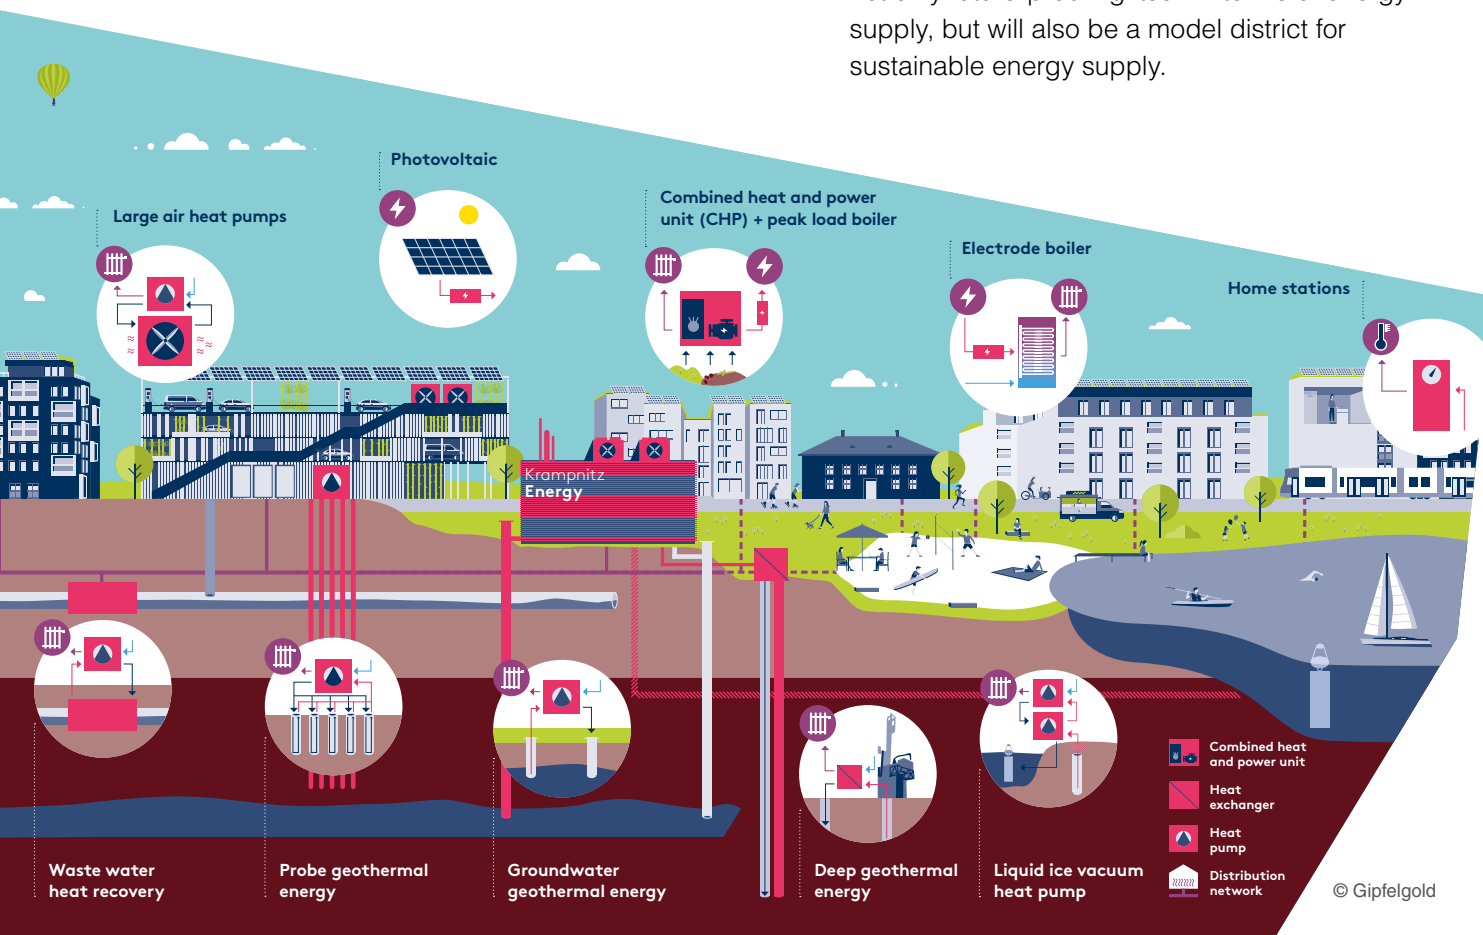 supply, but will also be a model district for
sustainable energy supply.
Photovoltaic
Large air heat pumps
Combined heat and power
unit (CHP) + peak load boiler
Electrode boiler
Home stations
Krampnitz
Energy
Waste water
heat recovery
Probe geothermal
energy
Groundwater
geothermal energy
Deep geothermal
energy
Liquid ice vacuum
heat pump
Combined heat
and power unit
Heat
exchanger
Heat
pump
Distribution
network
© Gipfelgold